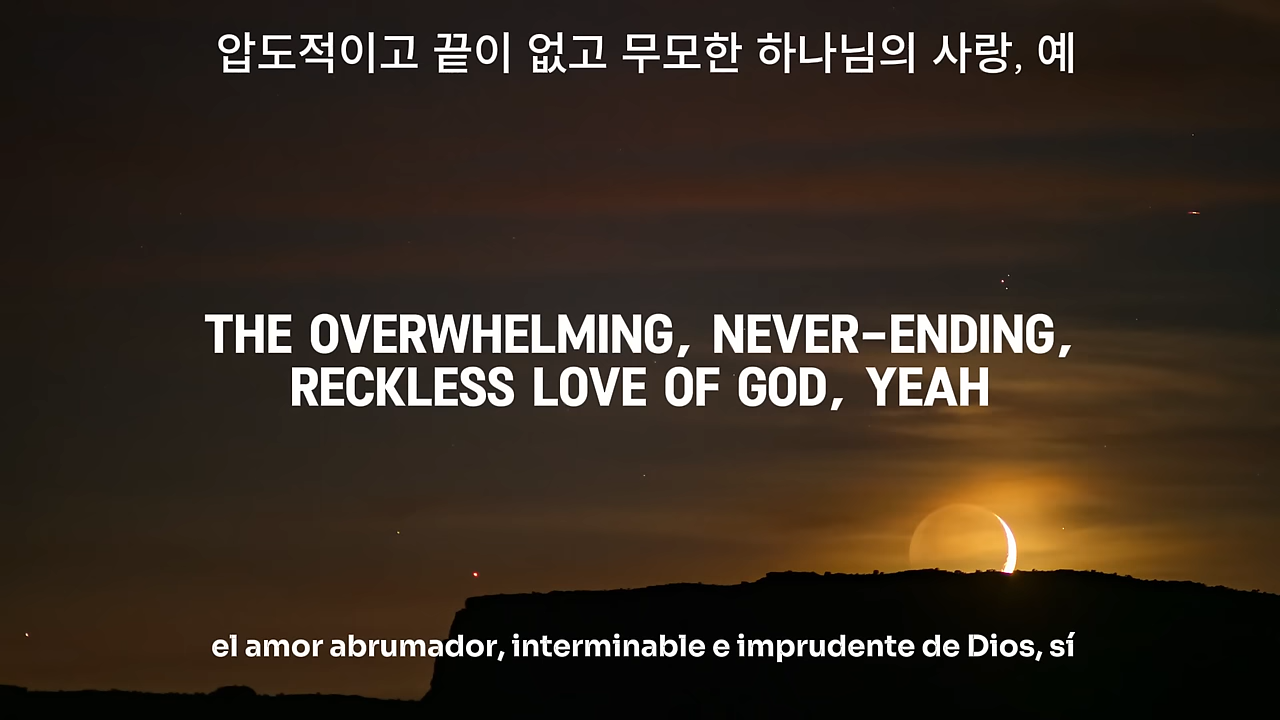 압도적이고 끝이 없고 무모한 하나님의 사랑, 예
THE OVERWHELMING, NEVER-ENDING,
RECKLESS LOVE OF GOD, YEAH
el amor abrumador, interminable e imprudente de Dios, sí